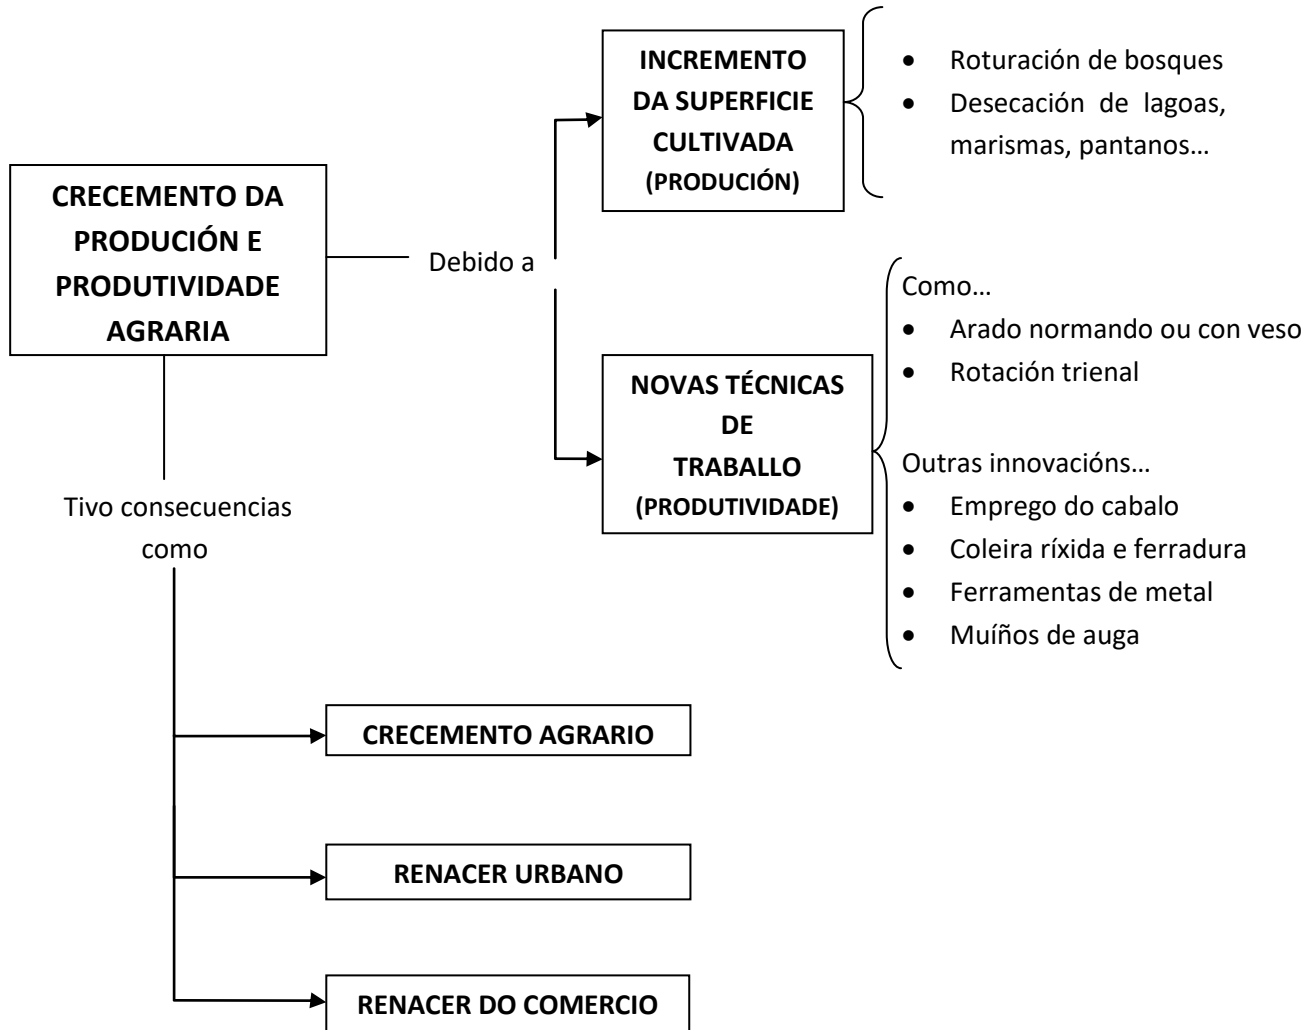 CRECEMENTO DA
PRODUCIÓN E
PRODUTIVIDADE
AGRARIA
Debido a
INCREMENTO
DA SUPERFICIE
CULTIVADA
(PRODUCIÓN)
• Roturación de bosques
• Desecación de lagoas,
marismas, pantanos…
NOVAS TÉCNICAS
DE
TRABALLO
(PRODUTIVIDADE)
Como…
• Arado normando ou con veso
• Rotación trienal
Outras innovacións…
• Emprego do cabalo
• Coleira ríxida e ferradura
• Ferramentas de metal
• Muíños de auga
Tivo consecuencias
como
CRECEMENTO AGRARIO
RENACER URBANO
RENACER DO COMERCIO